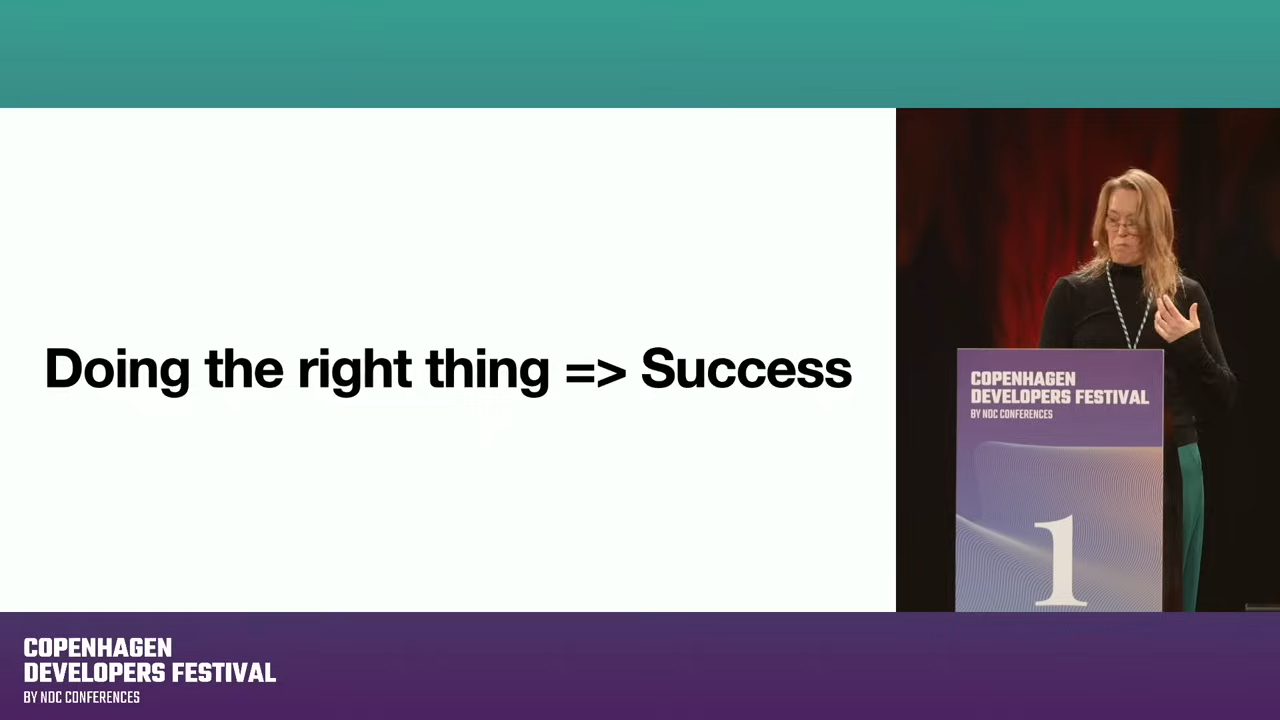 Doing the right thing => Success
COPENHAGEN
DEVELOPERS FESTIVAL
BY NDC CONFERENCES
1
COPENHAGEN
DEVELOPERS FESTIVAL
BY NDC CONFERENCES